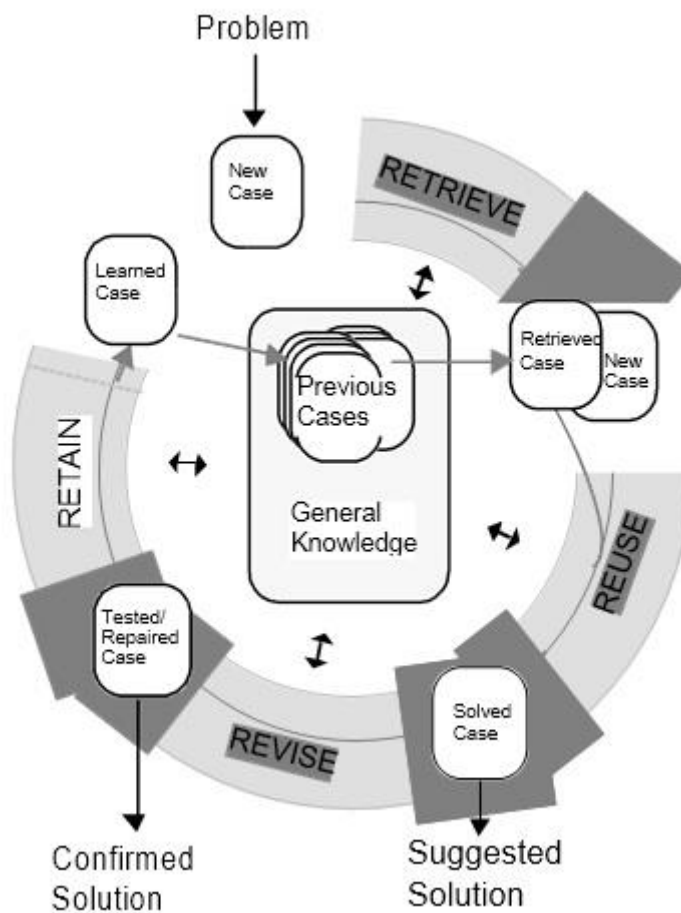 Problem
New
Case
RETRIEVE
Learned
Case
Retrieved
Case
New
Case
Previous
Cases
General
Knowledge
RETAIN
REUSE
Tested/
Repaired
Case
Solved
Case
REVISE
Confirmed
Solution
Suggested
Solution